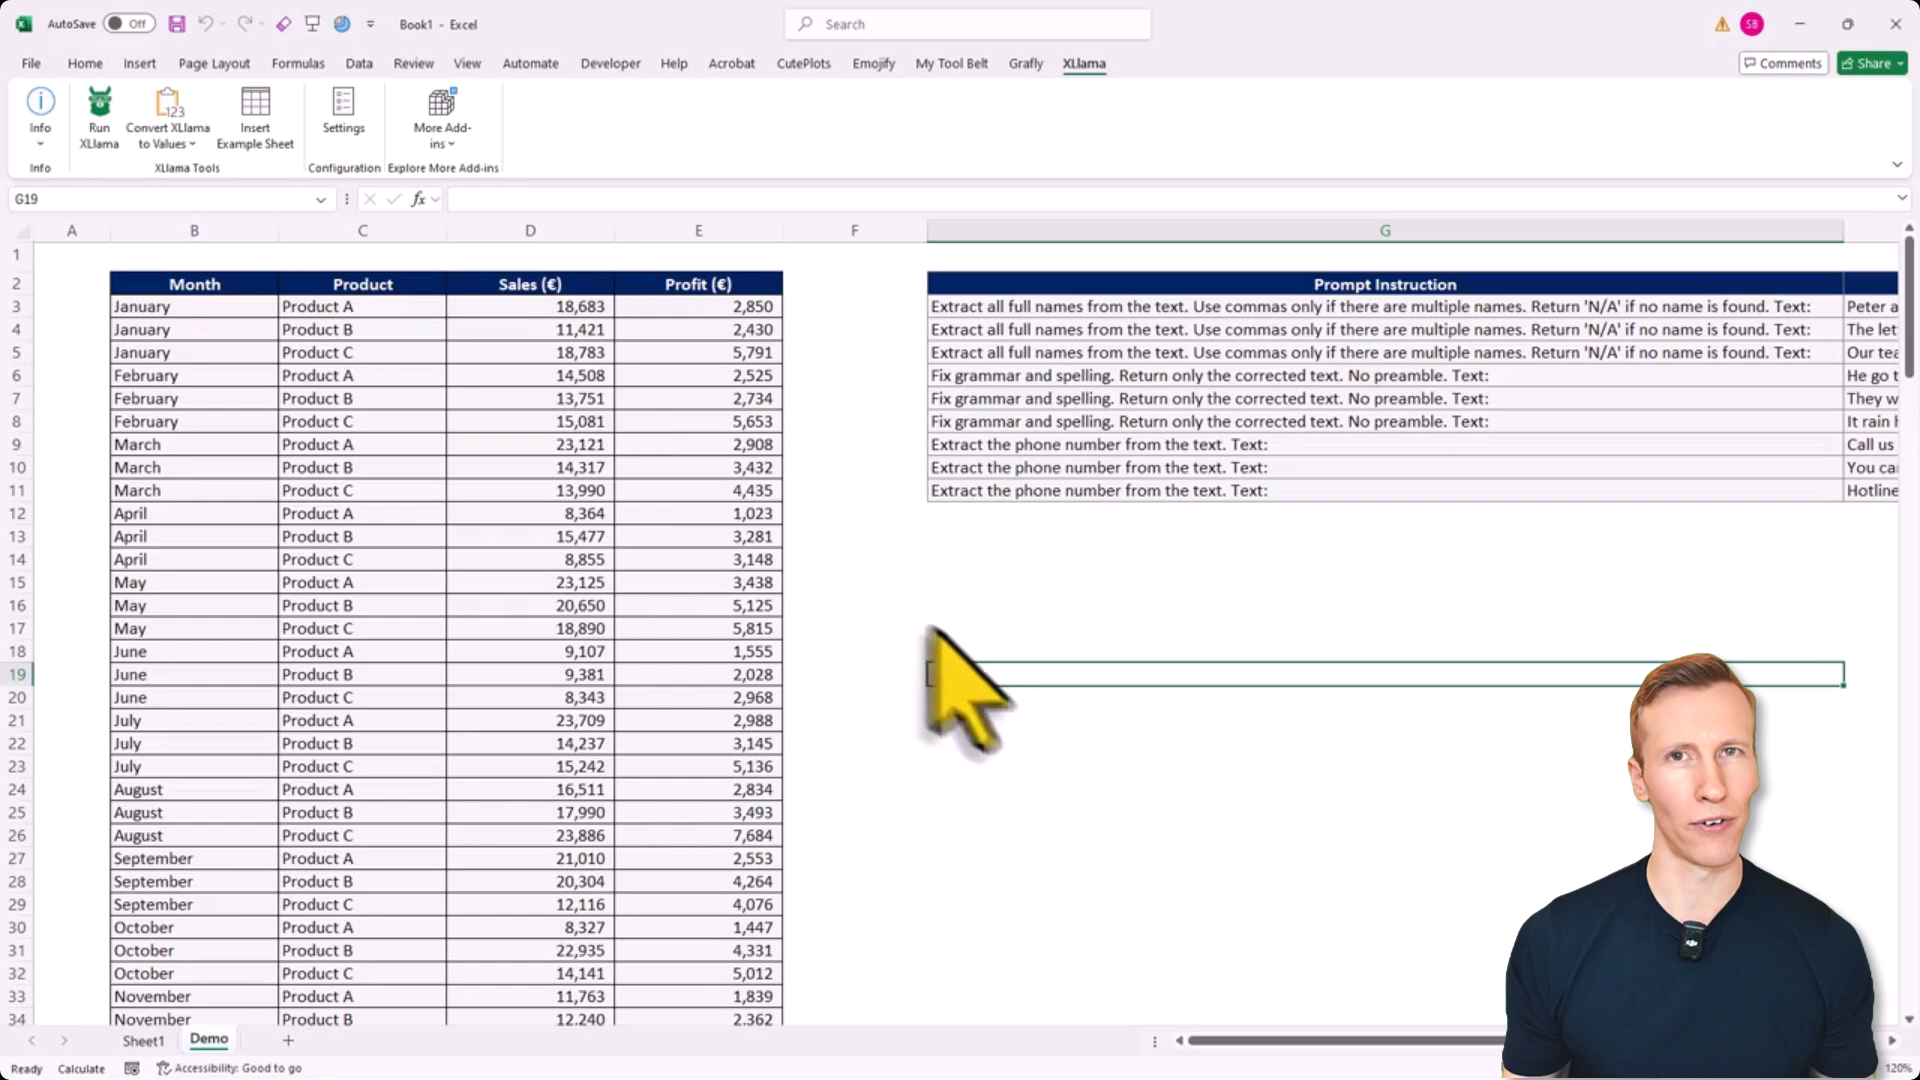 AutoSave Off Book1 - Excel Search SB
File Home Insert Page Layout Formulas Data Review View Automate Developer Help Acrobat CutePlots Emojify My Tool Belt Grafly XLlama Comments Share
Info Run XLlama Convert XLlama to Values Insert Example Sheet Settings More Add-ins
Info XLlama Tools Configuration Explore More Add-ins
G19 fx
A B C D E F G
1
2 Month Product Sales (€) Profit (€) Prompt Instruction
3 January Product A 18,683 2,850 Extract all full names from the text. Use commas only if there are multiple names. Return 'N/A' if no name is found. Text: Peter a
4 January Product B 11,421 2,430 Extract all full names from the text. Use commas only if there are multiple names. Return 'N/A' if no name is found. Text: The let
5 January Product C 18,783 5,791 Extract all full names from the text. Use commas only if there are multiple names. Return 'N/A' if no name is found. Text: Our tea
6 February Product A 14,508 2,525 Fix grammar and spelling. Return only the corrected text. No preamble. Text: He go t
7 February Product B 13,751 2,734 Fix grammar and spelling. Return only the corrected text. No preamble. Text: They w
8 February Product C 15,081 5,653 Fix grammar and spelling. Return only the corrected text. No preamble. Text: It rain h
9 March Product A 23,121 2,908 Extract the phone number from the text. Text: Call us
10 March Product B 14,317 3,432 Extract the phone number from the text. Text: You can
11 March Product C 13,990 4,435 Extract the phone number from the text. Text: Hotline
12 April Product A 8,364 1,023
13 April Product B 15,477 3,281
14 April Product C 8,855 3,148
15 May Product A 23,125 3,438
16 May Product B 20,650 5,125
17 May Product C 18,890 5,815
18 June Product A 9,107 1,555
19 June Product B 9,381 2,028
20 June Product C 8,343 2,968
21 July Product A 23,709 2,988
22 July Product B 14,237 3,145
23 July Product C 15,242 5,136
24 August Product A 16,511 2,834
25 August Product B 17,990 3,493
26 August Product C 23,886 7,684
27 September Product A 21,010 2,553
28 September Product B 20,304 4,264
29 September Product C 12,116 4,076
30 October Product A 8,327 1,447
31 October Product B 22,935 4,331
32 October Product C 14,141 5,012
33 November Product A 11,763 1,839
34 November Product B 12,240 2,362
Sheet1 Demo
Ready Calculate Accessibility: Good to go 120%